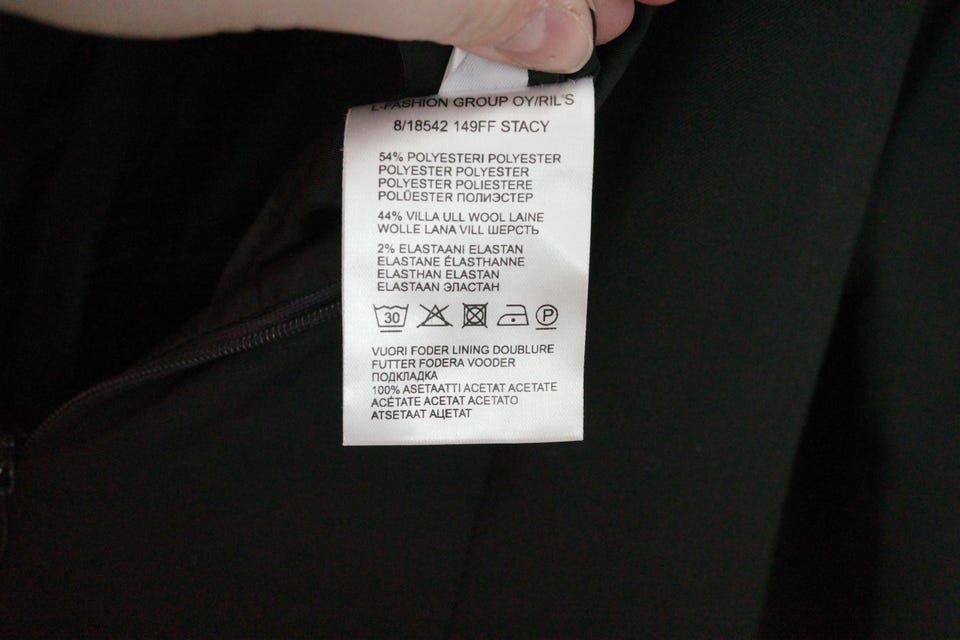 L-FASHION GROUP OY/RIL'S
8/18542 149FF STACY
54% POLYESTERI POLYESTER
POLYESTER POLYESTER
POLYESTER POLIESTERE
POLÜESTER ПОЛИЭСТЕР
44% VILLA ULL WOOL LAINE
WOLLE LANA VILL ШЕРСТЬ
2% ELASTAANI ELASTAN
ELASTANE ÉLASTHANNE
ELASTHAN ELASTAN
ELASTAAN ЭЛАСТАН
30 P
VUORI FODER LINING DOUBLURE
FUTTER FODERA VOODER
ПОДКЛАДКА
100% ASETAATTI ACETAT ACETATE
ACÉTATE ACETAT ACETATO
ATSETAAT АЦЕТАТ